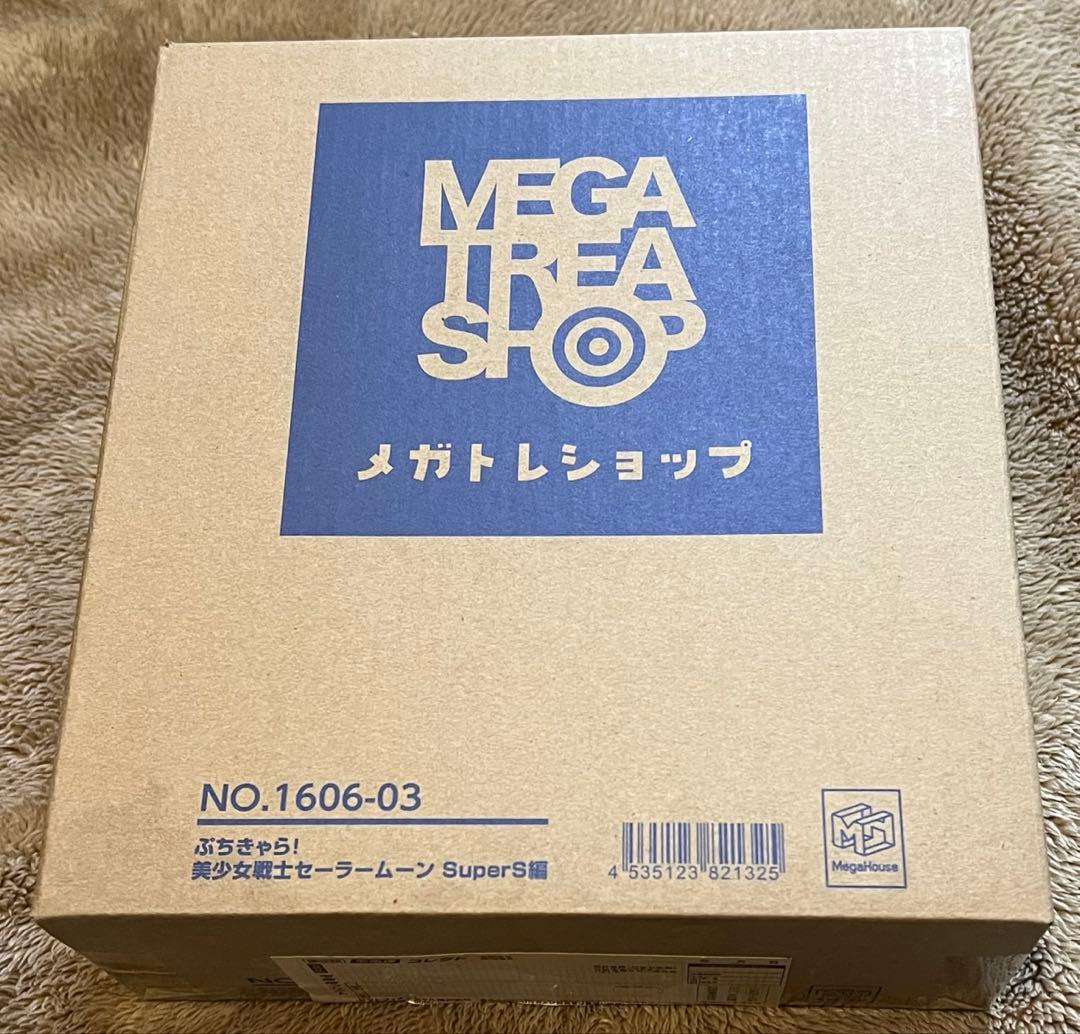 MEGA
TREA
SHOP
メガトレショップ
NO.1606-03
ぷちきゃら!
美少女戦士セーラームーン SuperS編
4 535123 821325
MegaHouse